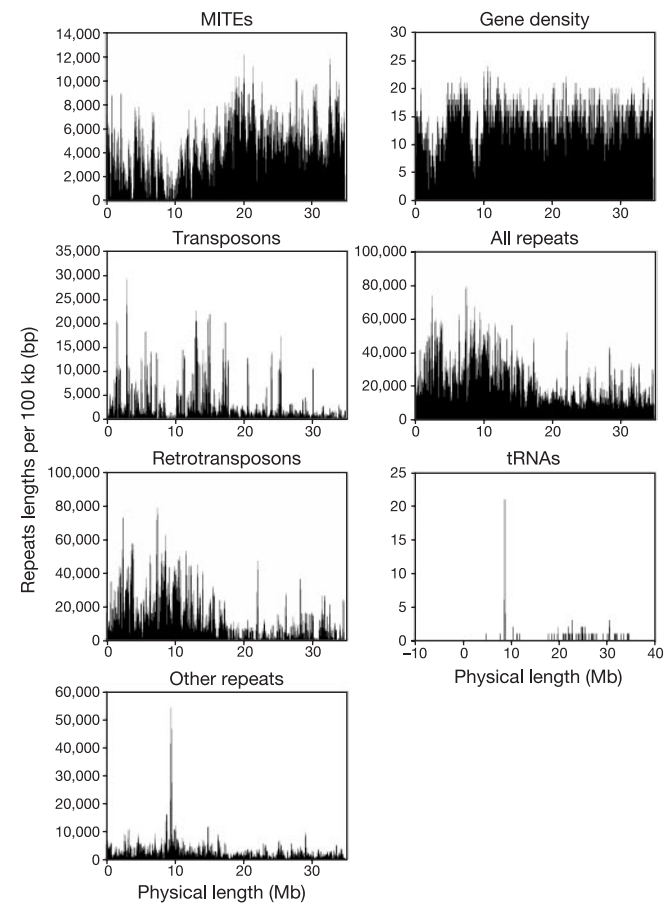 MITEs
14,000
12,000
10,000
8,000
6,000
4,000
2,000
0
0 10 20 30
Gene density
30
25
20
15
10
5
0
0 10 20 30
Transposons
35,000
30,000
25,000
20,000
15,000
10,000
5,000
0
0 10 20 30
All repeats
100,000
80,000
60,000
40,000
20,000
0
0 10 20 30
Repeats lengths per 100 kb (bp)
Retrotransposons
100,000
80,000
60,000
40,000
20,000
0
0 10 20 30
tRNAs
25
20
15
10
5
0
–10 0 10 20 30 40
Physical length (Mb)
Other repeats
60,000
50,000
40,000
30,000
20,000
10,000
0
0 10 20 30
Physical length (Mb)